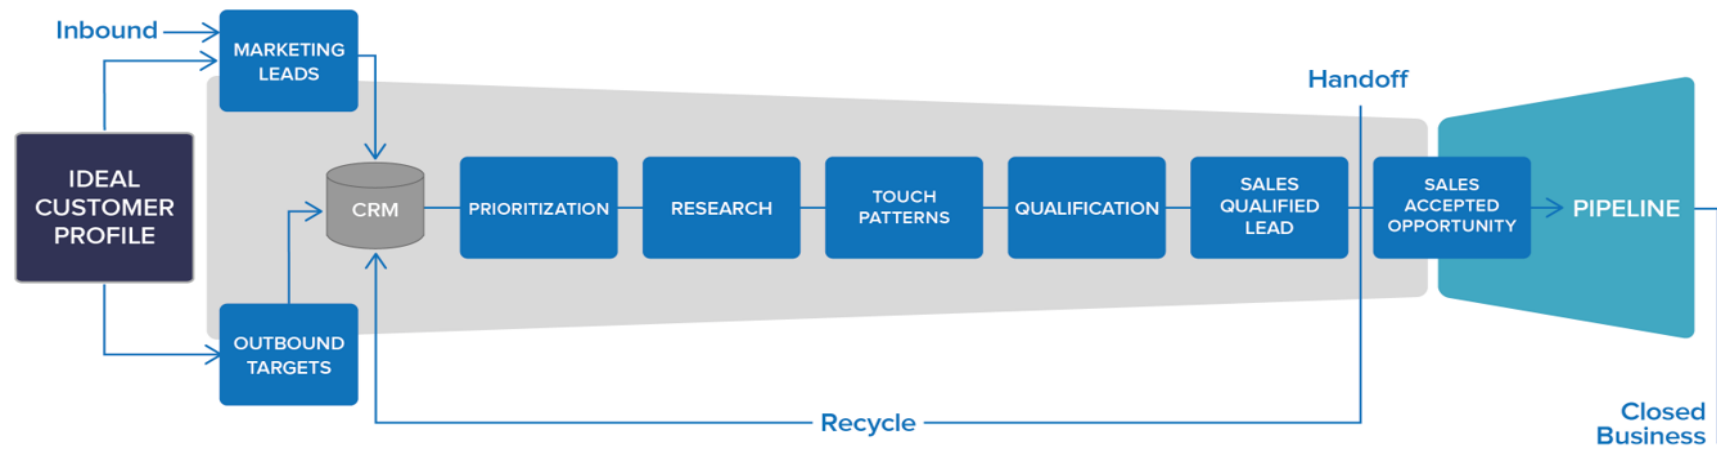 Inbound
MARKETING
LEADS
Handoff
IDEAL
CUSTOMER
PROFILE
CRM
PRIORITIZATION
RESEARCH
TOUCH
PATTERNS
QUALIFICATION
SALES
QUALIFIED
LEAD
SALES
ACCEPTED
OPPORTUNITY
PIPELINE
OUTBOUND
TARGETS
Recycle
Closed
Business